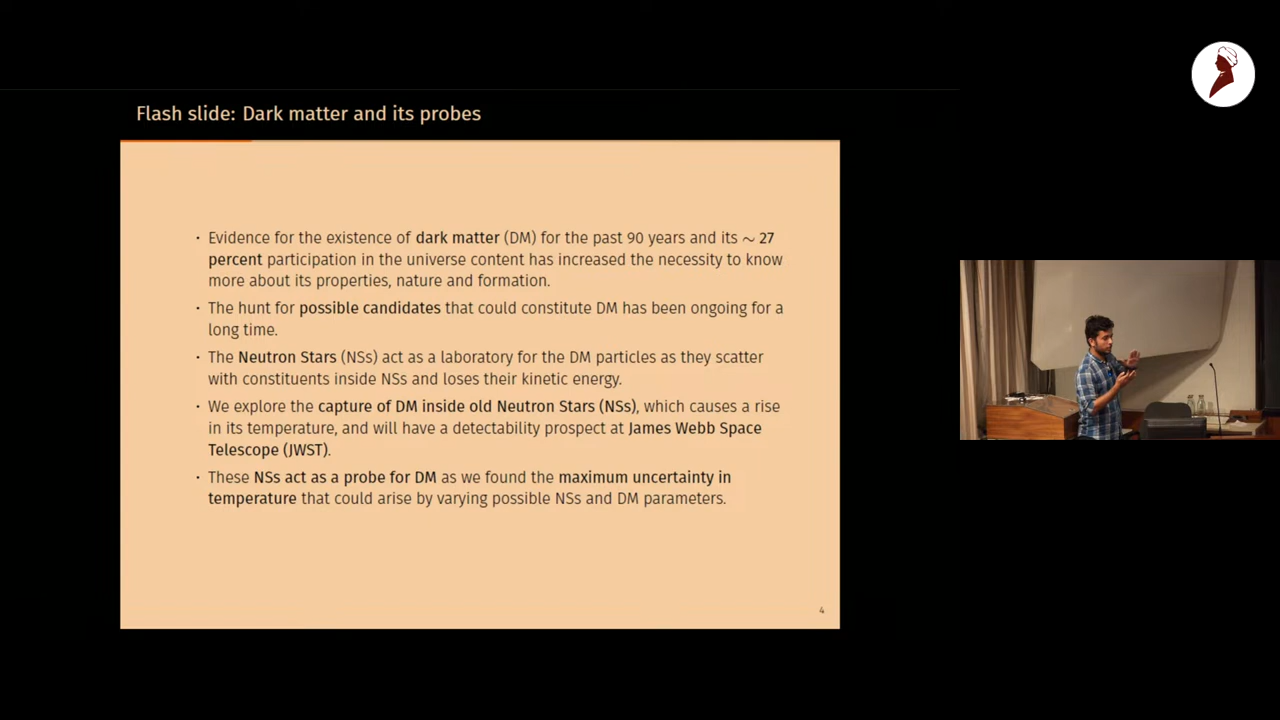 Flash slide: Dark matter and its probes
· Evidence for the existence of dark matter (DM) for the past 90 years and its ∼ 27
percent participation in the universe content has increased the necessity to know
more about its properties, nature and formation.
· The hunt for possible candidates that could constitute DM has been ongoing for a
long time.
· The Neutron Stars (NSs) act as a laboratory for the DM particles as they scatter
with constituents inside NSs and loses their kinetic energy.
· We explore the capture of DM inside old Neutron Stars (NSs), which causes a rise
in its temperature, and will have a detectability prospect at James Webb Space
Telescope (JWST).
· These NSs act as a probe for DM as we found the maximum uncertainty in
temperature that could arise by varying possible NSs and DM parameters.
4